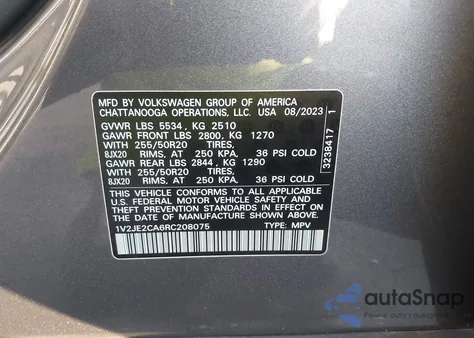 MFD BY VOLKSWAGEN GROUP OF AMERICA
CHATTANOOGA OPERATIONS, LLC. USA 08/2023
GVWR LBS 5534, KG 2510
GAWR FRONT LBS 2800, KG 1270
WITH 255/50R20 TIRES,
8JX20 RIMS, AT 250 KPA, 36 PSI COLD
GAWR REAR LBS 2844, KG 1290
WITH 255/50R20 TIRES,
8JX20 RIMS, AT 250 KPA, 36 PSI COLD
THIS VEHICLE CONFORMS TO ALL APPLICABLE
U.S. FEDERAL MOTOR VEHICLE SAFETY
STANDARDS IN EFFECT ON THE DATE OF
MANUFACTURE SHOWN ABOVE.
1V2JE2CA6RC208075 TYPE: MPV
3238417 1
autoSnap
Private auto's from auctions